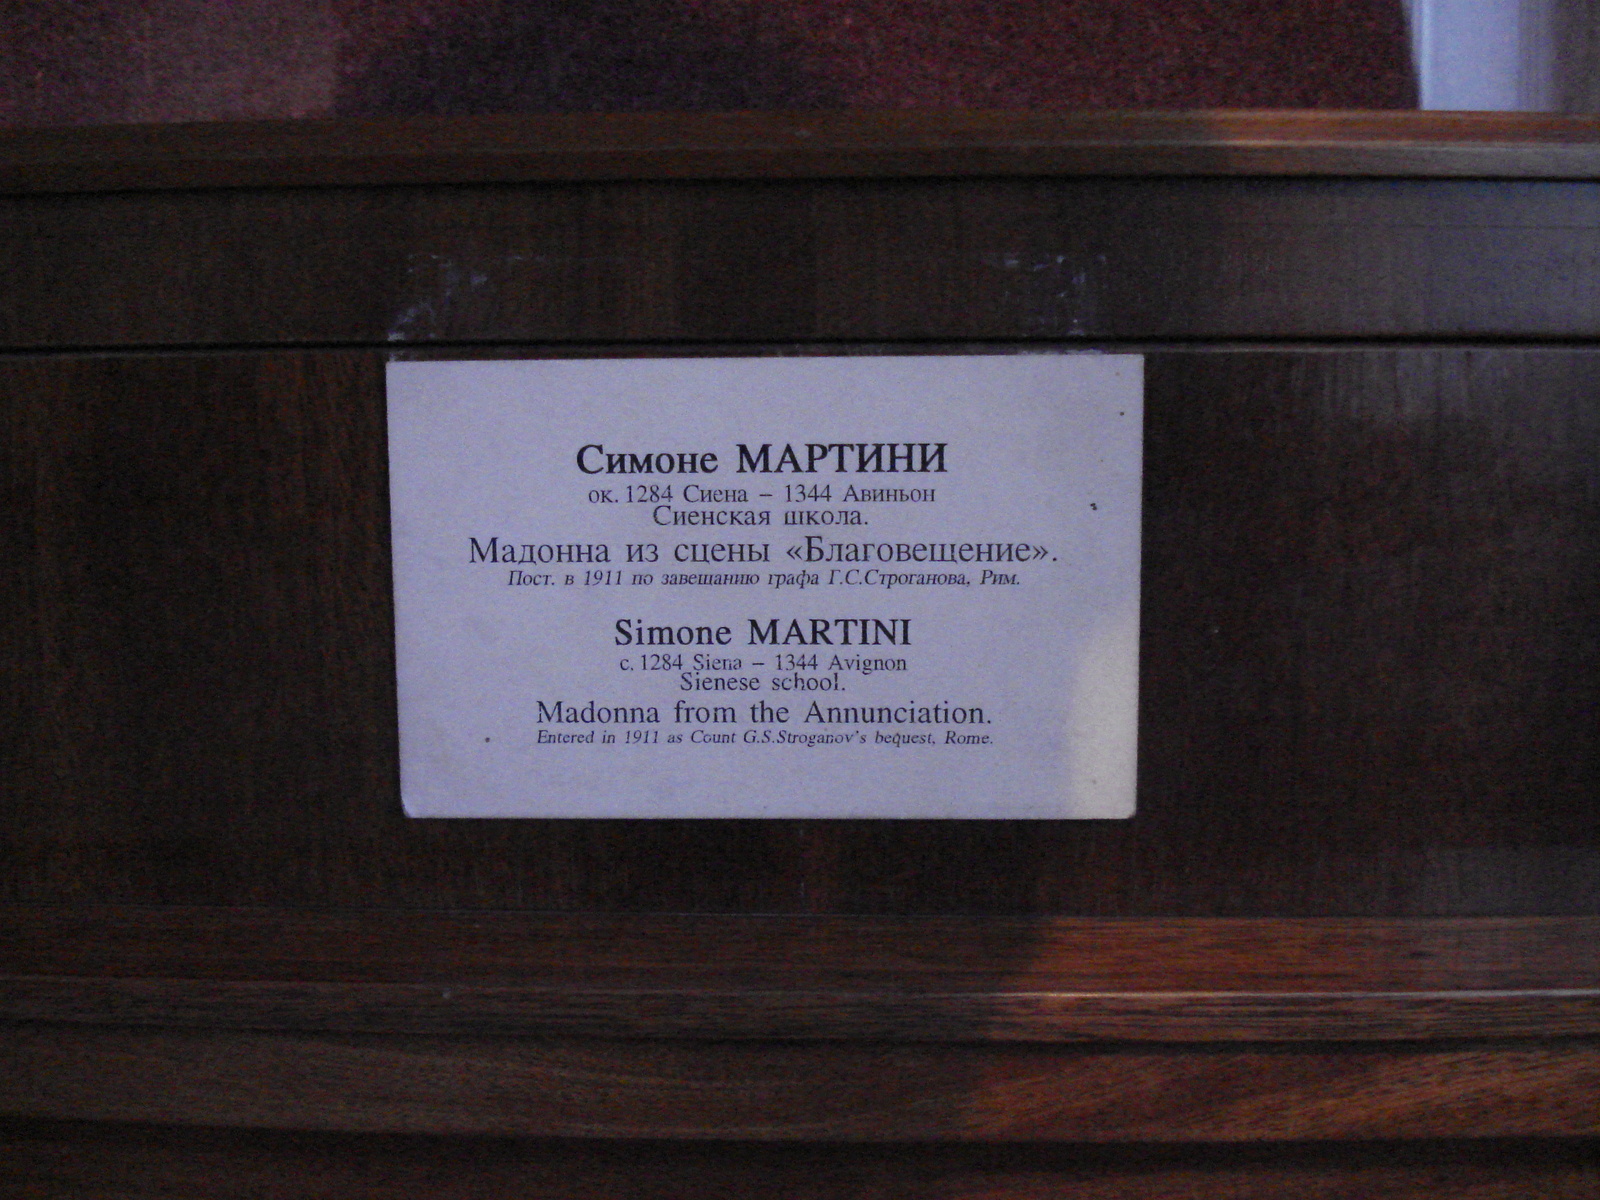 Симоне МАРТИНИ
ок. 1284 Сиена – 1344 Авиньон
Сиенская школа.
Мадонна из сцены «Благовещение».
Пост. в 1911 по завещанию графа Г.С.Строганова, Рим.
Simone MARTINI
c. 1284 Siena – 1344 Avignon
Sienese school.
Madonna from the Annunciation.
Entered in 1911 as Count G.S.Stroganov's bequest, Rome.